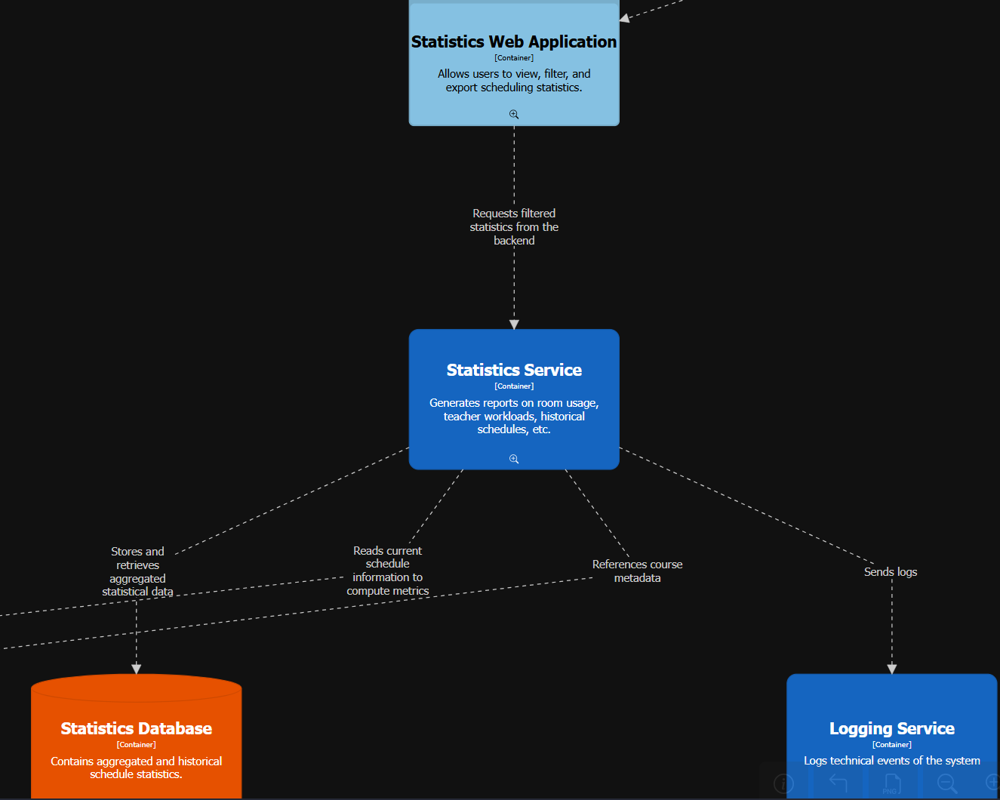 Statistics Web Application
[Container]
Allows users to view, filter, and
export scheduling statistics.
Requests filtered
statistics from the
backend
Statistics Service
[Container]
Generates reports on room usage,
teacher workloads, historical
schedules, etc.
Stores and
retrieves
aggregated
statistical data
Reads current
schedule
information to
compute metrics
References course
metadata
Sends logs
Statistics Database
[Container]
Contains aggregated and historical
schedule statistics.
Logging Service
[Container]
Logs technical events of the system
PNG